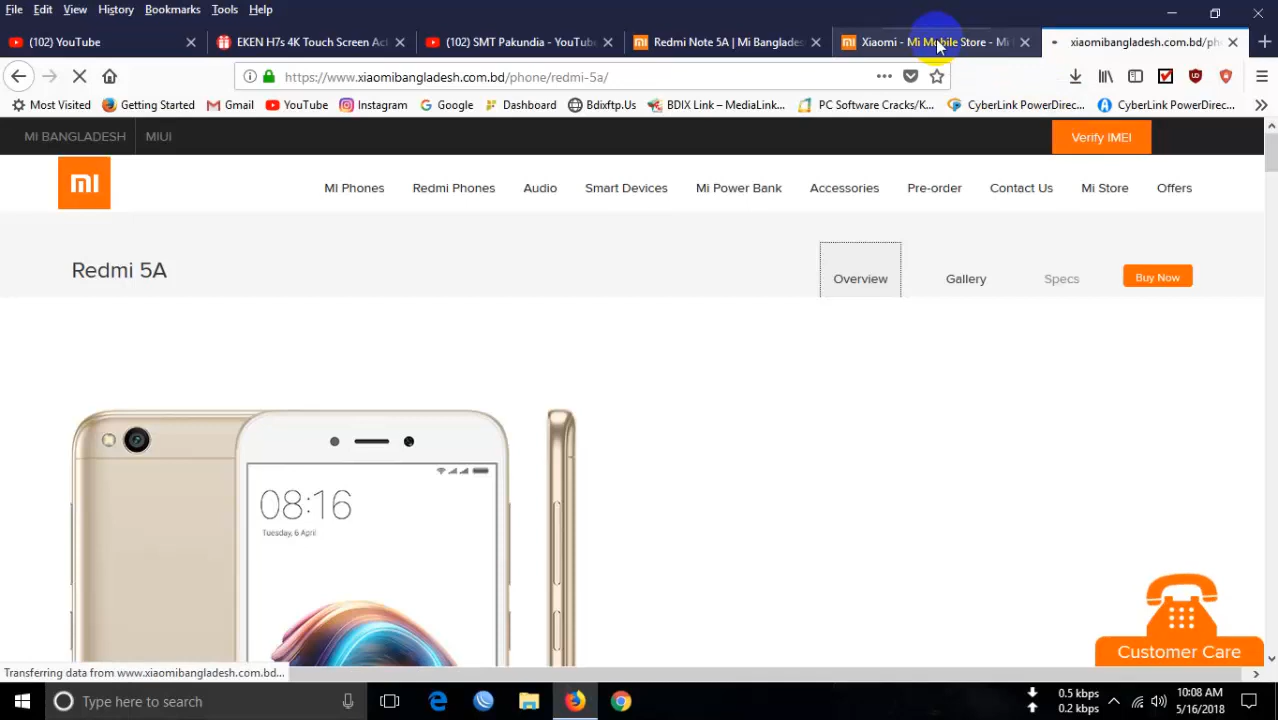 File Edit View History Bookmarks Tools Help
(102) YouTube
EKEN H7s 4K Touch Screen Act
(102) SMT Pakundia - YouTube
Redmi Note 5A | Mi Banglades
Xiaomi - Mi Mobile Store - Mi
xiaomibangladesh.com.bd/ph
https://www.xiaomibangladesh.com.bd/phone/redmi-5a/
Most Visited Getting Started Gmail YouTube Instagram Google Dashboard Bdixftp.Us BDIX Link – MediaLink... PC Software Cracks/K... CyberLink PowerDirec... CyberLink PowerDirec...
MI BANGLADESH MIUI Verify IMEI
MI Phones Redmi Phones Audio Smart Devices Mi Power Bank Accessories Pre-order Contact Us Mi Store Offers
Redmi 5A
Overview Gallery Specs Buy Now
08:16
Tuesday, 6 April
Customer Care
Transferring data from www.xiaomibangladesh.com.bd...
Type here to search
0.5 kbps
0.2 kbps
10:08 AM
5/16/2018